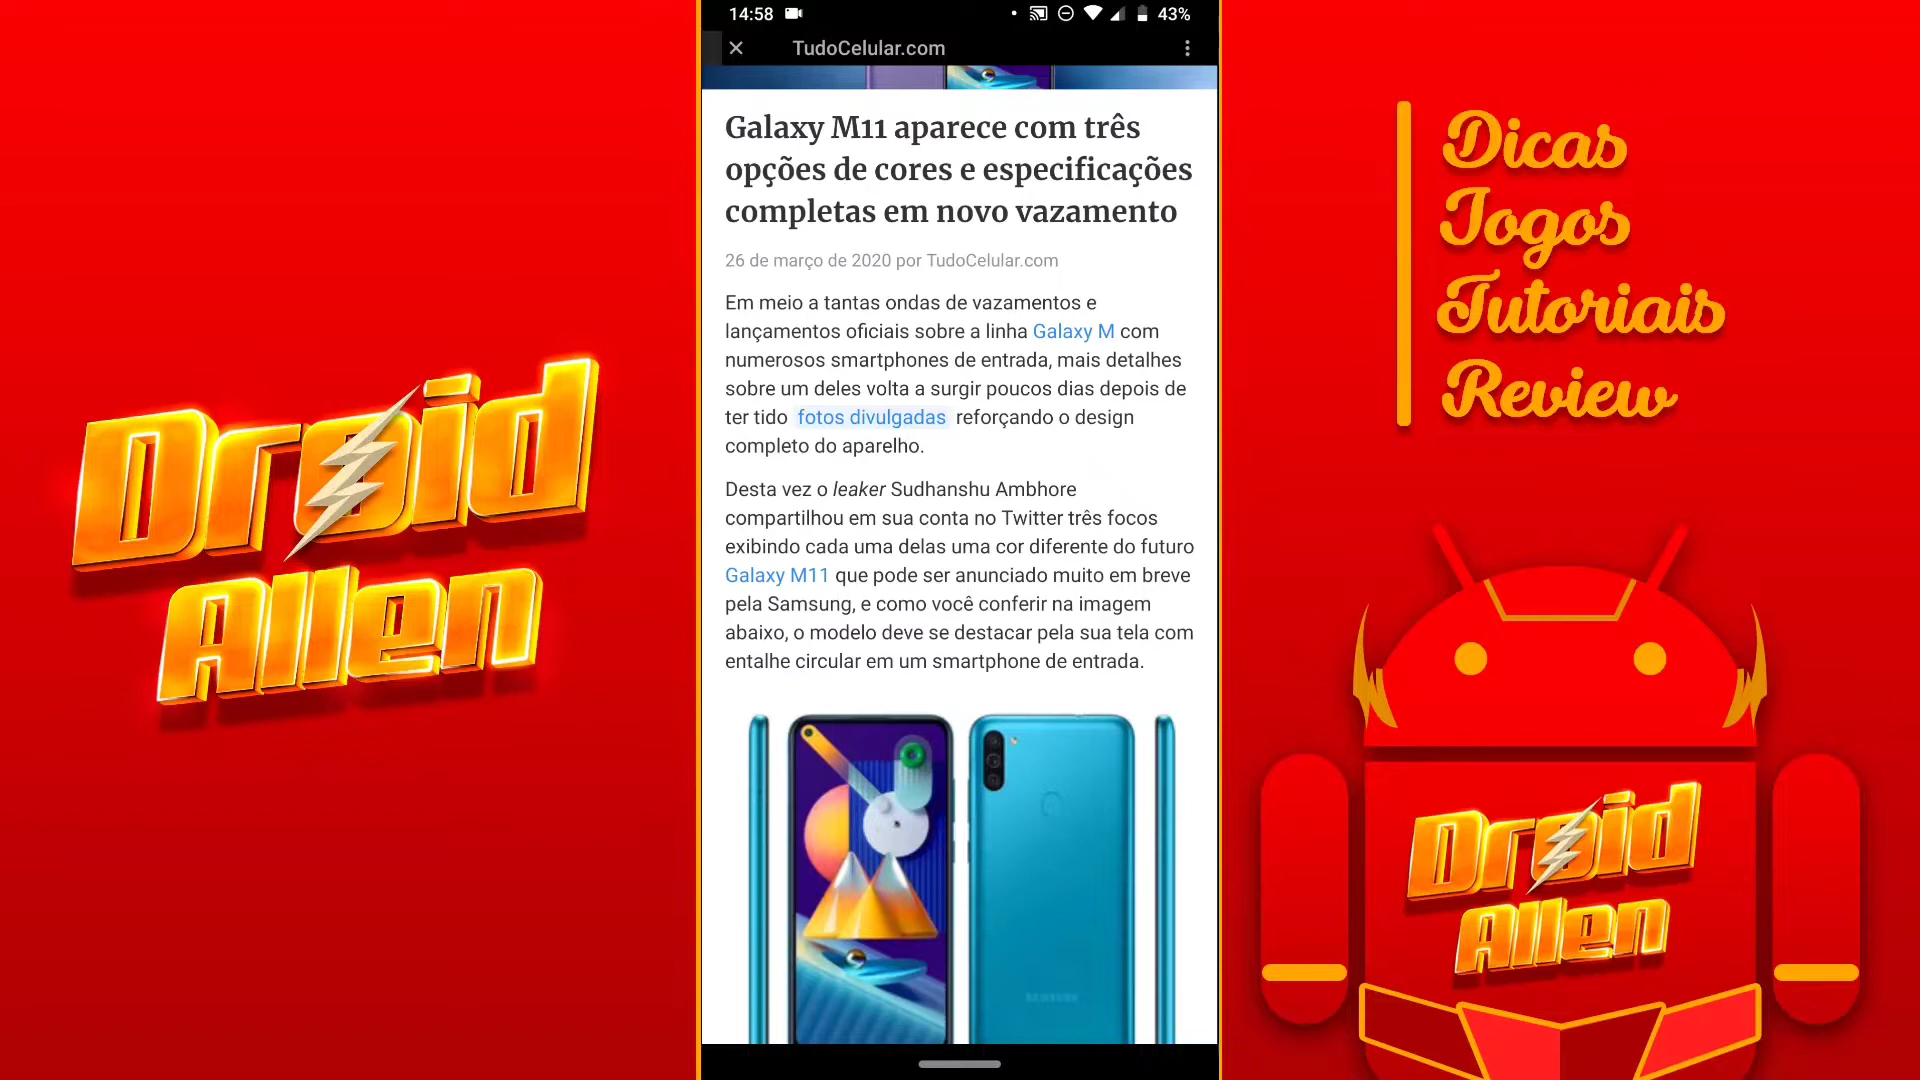 14:58
43%
TudoCelular.com
Galaxy M11 aparece com três
opções de cores e especificações
completas em novo vazamento
26 de março de 2020 por TudoCelular.com
Em meio a tantas ondas de vazamentos e
lançamentos oficiais sobre a linha Galaxy M com
numerosos smartphones de entrada, mais detalhes
sobre um deles volta a surgir poucos dias depois de
ter tido fotos divulgadas reforçando o design
completo do aparelho.
Desta vez o leaker Sudhanshu Ambhore
compartilhou em sua conta no Twitter três focos
exibindo cada uma delas uma cor diferente do futuro
Galaxy M11 que pode ser anunciado muito em breve
pela Samsung, e como você conferir na imagem
abaixo, o modelo deve se destacar pela sua tela com
entalhe circular em um smartphone de entrada.
SAMSUNG
Droid
Allen
Dicas
Jogos
Tutoriais
Review
Droid
Allen